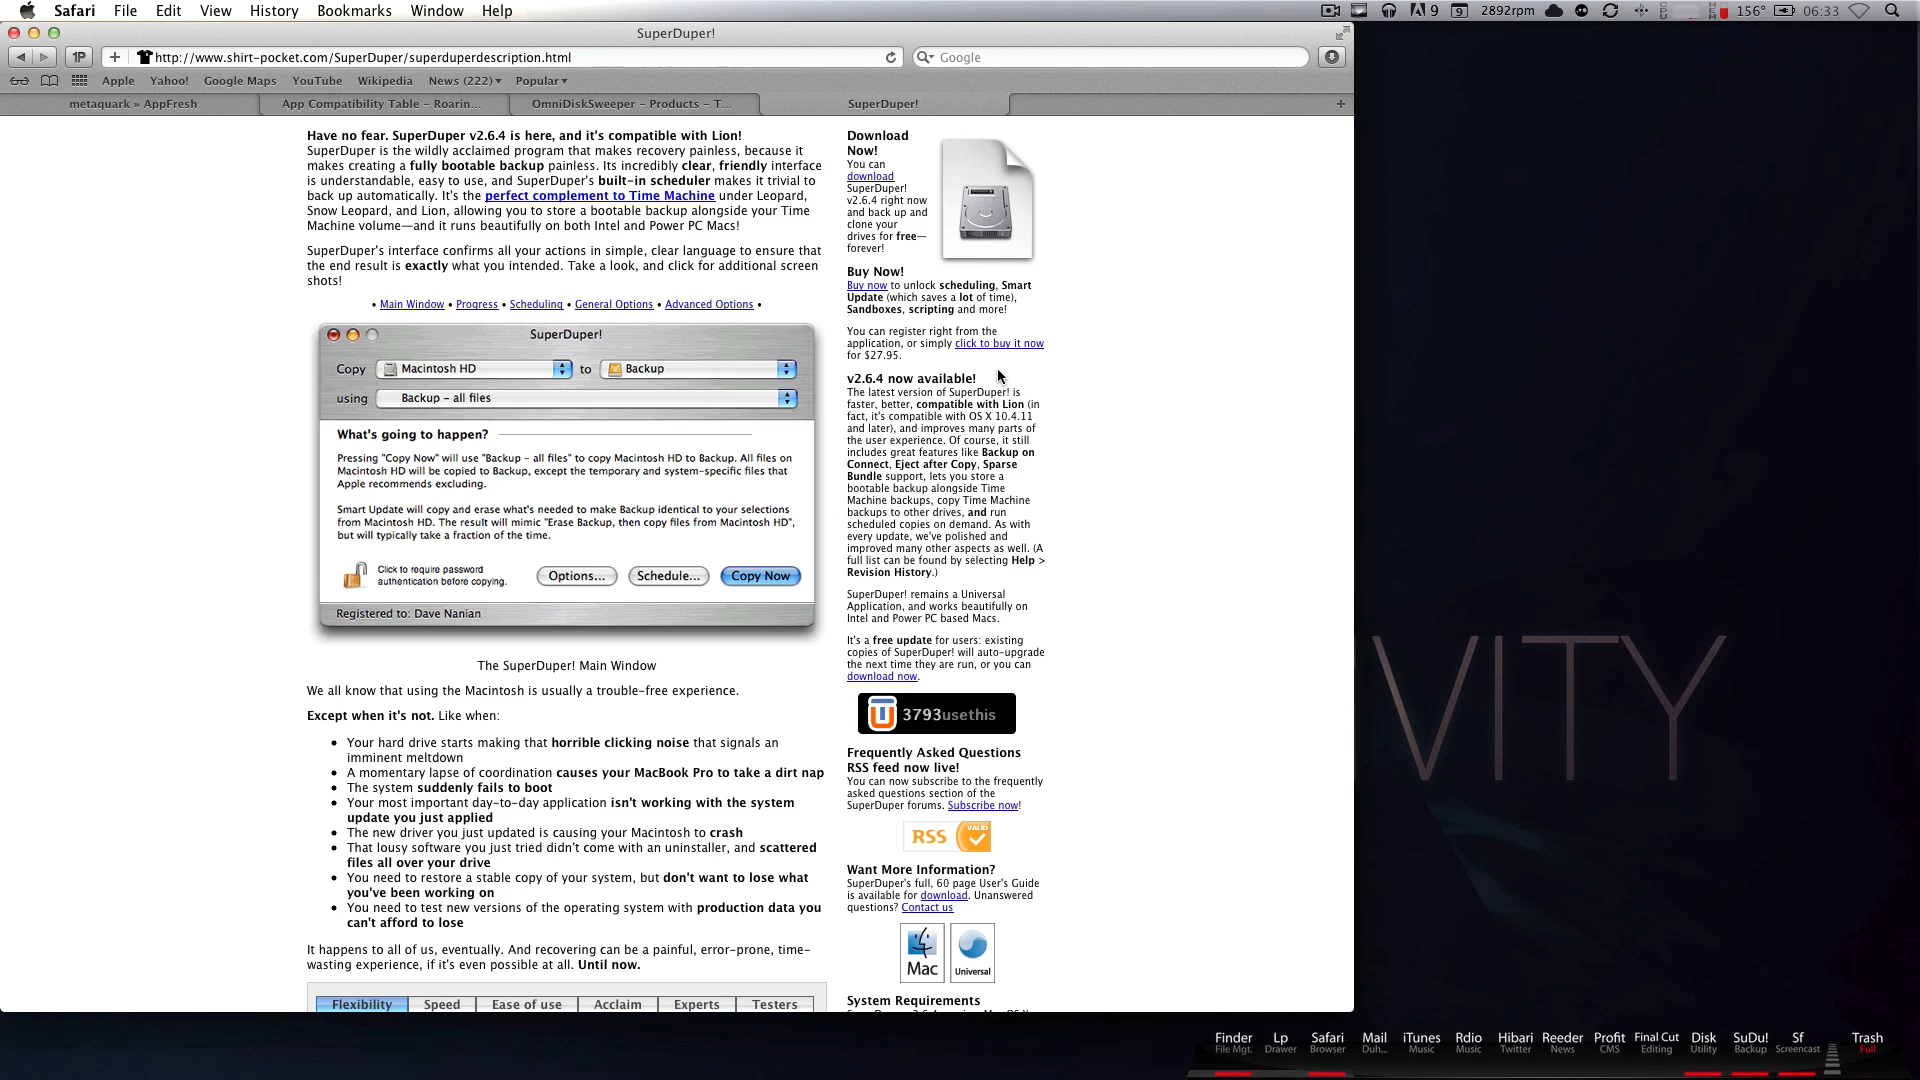 Safari File Edit View History Bookmarks Window Help 9 9 2892rpm 156° 06:33
SuperDuper!
1P + http://www.shirt-pocket.com/SuperDuper/superduperdescription.html Google
Apple Yahoo! Google Maps YouTube Wikipedia News (222) Popular
metaquark » AppFresh App Compatibility Table – Roarin... OmniDiskSweeper – Products – T... SuperDuper! +
Have no fear. SuperDuper v2.6.4 is here, and it's compatible with Lion!
SuperDuper is the wildly acclaimed program that makes recovery painless, because it
makes creating a fully bootable backup painless. Its incredibly clear, friendly interface
is understandable, easy to use, and SuperDuper's built-in scheduler makes it trivial to
back up automatically. It's the perfect complement to Time Machine under Leopard,
Snow Leopard, and Lion, allowing you to store a bootable backup alongside your Time
Machine volume—and it runs beautifully on both Intel and Power PC Macs!
SuperDuper's interface confirms all your actions in simple, clear language to ensure that
the end result is exactly what you intended. Take a look, and click for additional screen
shots!
• Main Window • Progress • Scheduling • General Options • Advanced Options •
SuperDuper!
Copy Macintosh HD to Backup
using Backup – all files
What's going to happen?
Pressing "Copy Now" will use "Backup – all files" to copy Macintosh HD to Backup. All files on
Macintosh HD will be copied to Backup, except the temporary and system-specific files that
Apple recommends excluding.
Smart Update will copy and erase what's needed to make Backup identical to your selections
from Macintosh HD. The result will mimic "Erase Backup, then copy files from Macintosh HD",
but will typically take a fraction of the time.
Click to require password
authentication before copying.
Options... Schedule... Copy Now
Registered to: Dave Nanian
The SuperDuper! Main Window
We all know that using the Macintosh is usually a trouble-free experience.
Except when it's not. Like when:
• Your hard drive starts making that horrible clicking noise that signals an
imminent meltdown
• A momentary lapse of coordination causes your MacBook Pro to take a dirt nap
• The system suddenly fails to boot
• Your most important day-to-day application isn't working with the system
update you just applied
• The new driver you just updated is causing your Macintosh to crash
• That lousy software you just tried didn't come with an uninstaller, and scattered
files all over your drive
• You need to restore a stable copy of your system, but don't want to lose what
you've been working on
• You need to test new versions of the operating system with production data you
can't afford to lose
It happens to all of us, eventually. And recovering can be a painful, error-prone, time-
wasting experience, if it's even possible at all. Until now.
Flexibility Speed Ease of use Acclaim Experts Testers
Download
Now!
You can
download
SuperDuper!
v2.6.4 right now
and back up and
clone your
drives for free—
forever!
Buy Now!
Buy now to unlock scheduling, Smart
Update (which saves a lot of time),
Sandboxes, scripting and more!
You can register right from the
application, or simply click to buy it now
for $27.95.
v2.6.4 now available!
The latest version of SuperDuper! is
faster, better, compatible with Lion (in
fact, it's compatible with OS X 10.4.11
and later), and improves many parts of
the user experience. Of course, it still
includes great features like Backup on
Connect, Eject after Copy, Sparse
Bundle support, lets you store a
bootable backup alongside Time
Machine backups, copy Time Machine
backups to other drives, and run
scheduled copies on demand. As with
every update, we've polished and
improved many other aspects as well. (A
full list can be found by selecting Help >
Revision History.)
SuperDuper! remains a Universal
Application, and works beautifully on
Intel and Power PC based Macs.
It's a free update for users: existing
copies of SuperDuper! will auto-upgrade
the next time they are run, or you can
download now.
3793usethis
Frequently Asked Questions
RSS feed now live!
You can now subscribe to the frequently
asked questions section of the
SuperDuper forums. Subscribe now!
RSS VALID
Want More Information?
SuperDuper's full, 60 page User's Guide
is available for download. Unanswered
questions? Contact us
Mac Universal
System Requirements
VITY
Finder Lp Safari Mail iTunes Rdio Hibari Reeder Profit Final Cut Disk SuDu! Sf Trash
File Mgt. Drawer Browser Duh... Music Music Twitter News CMS Editing Utility Backup Screencast Full